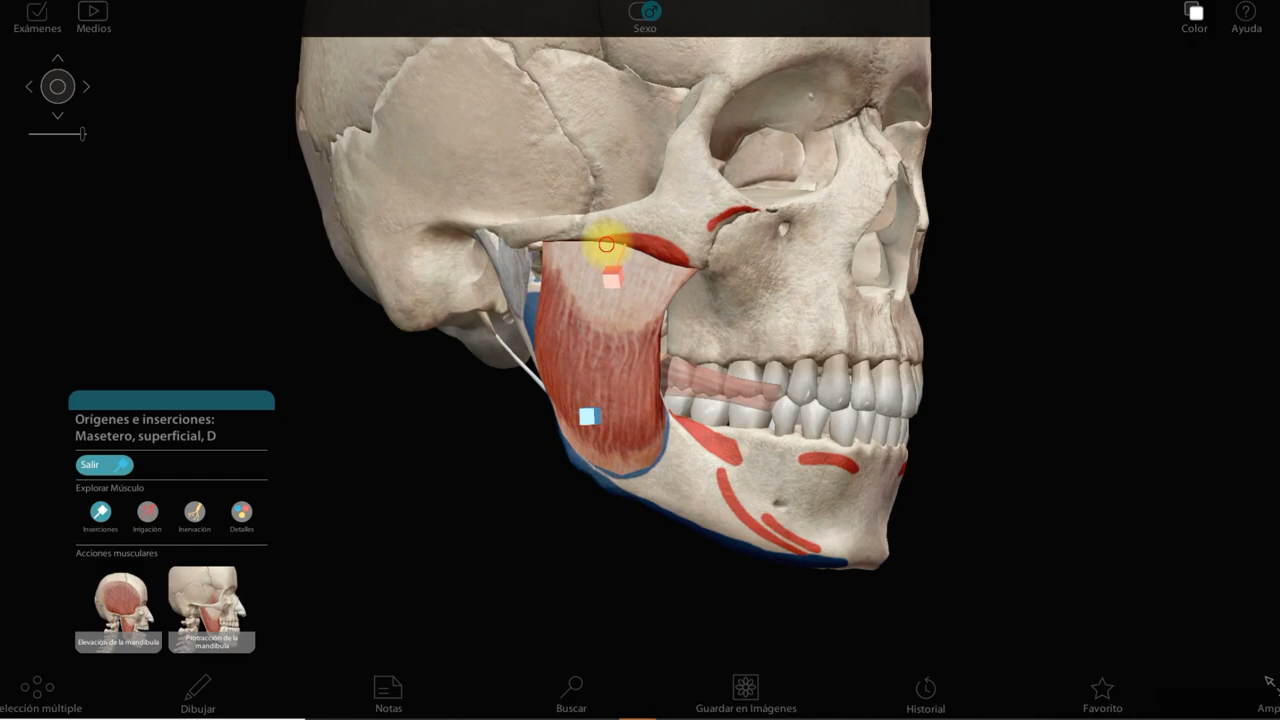 Exámenes
Medios
Sexo
Color
Ayuda
Orígenes e inserciones:
Masetero, superficial, D
Salir
Explorar Músculo
Inserciones
Irrigación
Inervación
Detalles
Acciones musculares
Elevación de la mandíbula
Protracción de la
mandíbula
elección múltiple
Dibujar
Notas
Buscar
Guardar en Imágenes
Historial
Favorito
Amp